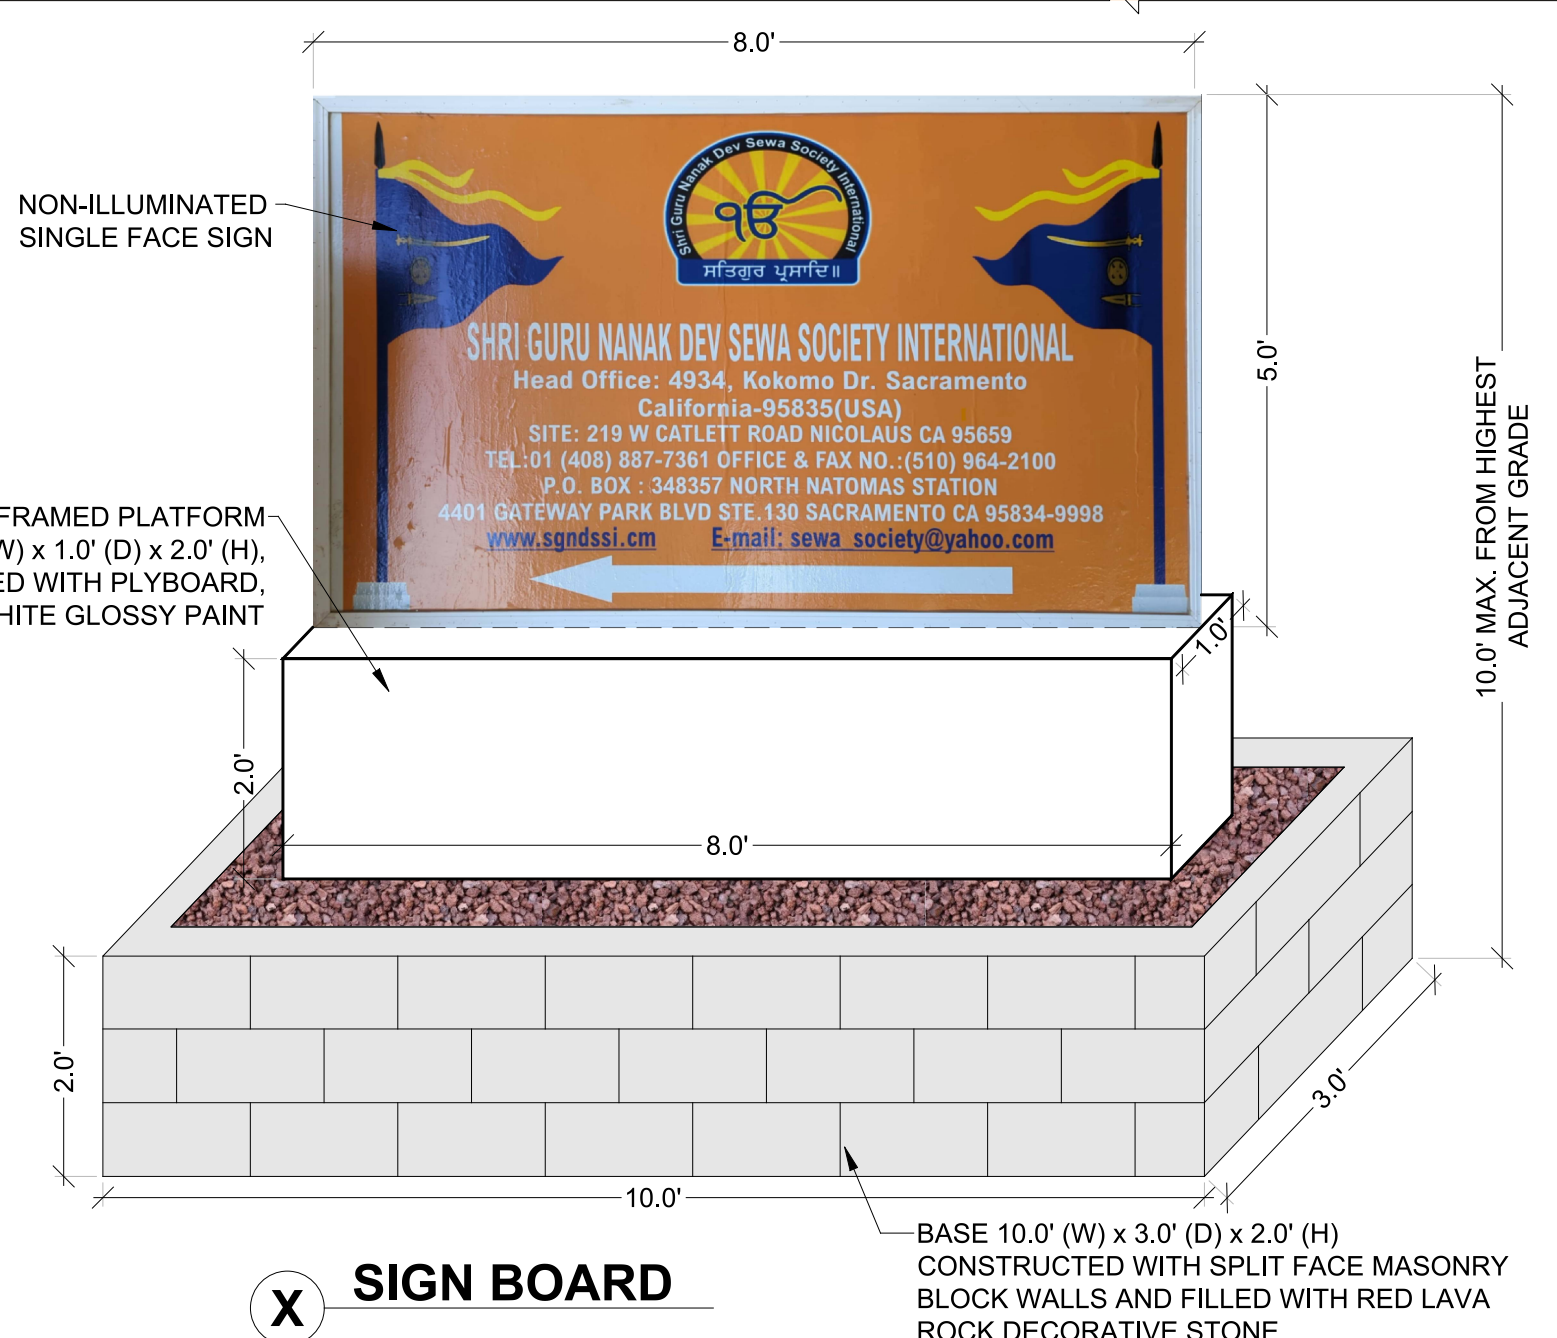 8.0'
NON-ILLUMINATED
SINGLE FACE SIGN
Shri Guru Nanak Dev Sewa Society International
ੴ
ਸਤਿਗੁਰ ਪ੍ਰਸਾਦਿ॥
SHRI GURU NANAK DEV SEWA SOCIETY INTERNATIONAL
Head Office: 4934, Kokomo Dr. Sacramento
California-95835(USA)
SITE: 219 W CATLETT ROAD NICOLAUS CA 95659
TEL:01 (408) 887-7361 OFFICE & FAX NO.:(510) 964-2100
P.O. BOX : 348357 NORTH NATOMAS STATION
4401 GATEWAY PARK BLVD STE.130 SACRAMENTO CA 95834-9998
www.sgndssi.cm E-mail: sewa_society@yahoo.com
5.0'
10.0' MAX. FROM HIGHEST
ADJACENT GRADE
FRAMED PLATFORM
x 1.0' (D) x 2.0' (H),
WITH PLYBOARD,
GLOSSY PAINT
1.0'
2.0'
8.0'
2.0'
3.0'
10.0'
BASE 10.0' (W) x 3.0' (D) x 2.0' (H)
CONSTRUCTED WITH SPLIT FACE MASONRY
BLOCK WALLS AND FILLED WITH RED LAVA
ROCK DECORATIVE STONE
X
SIGN BOARD